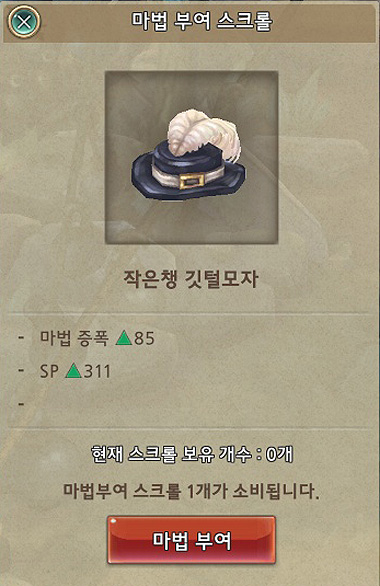 마법 부여 스크롤
작은챙 깃털모자
- 마법 증폭 ▲85
- SP ▲311
-
현재 스크롤 보유 개수 : 0개
마법부여 스크롤 1개가 소비됩니다.
마법 부여